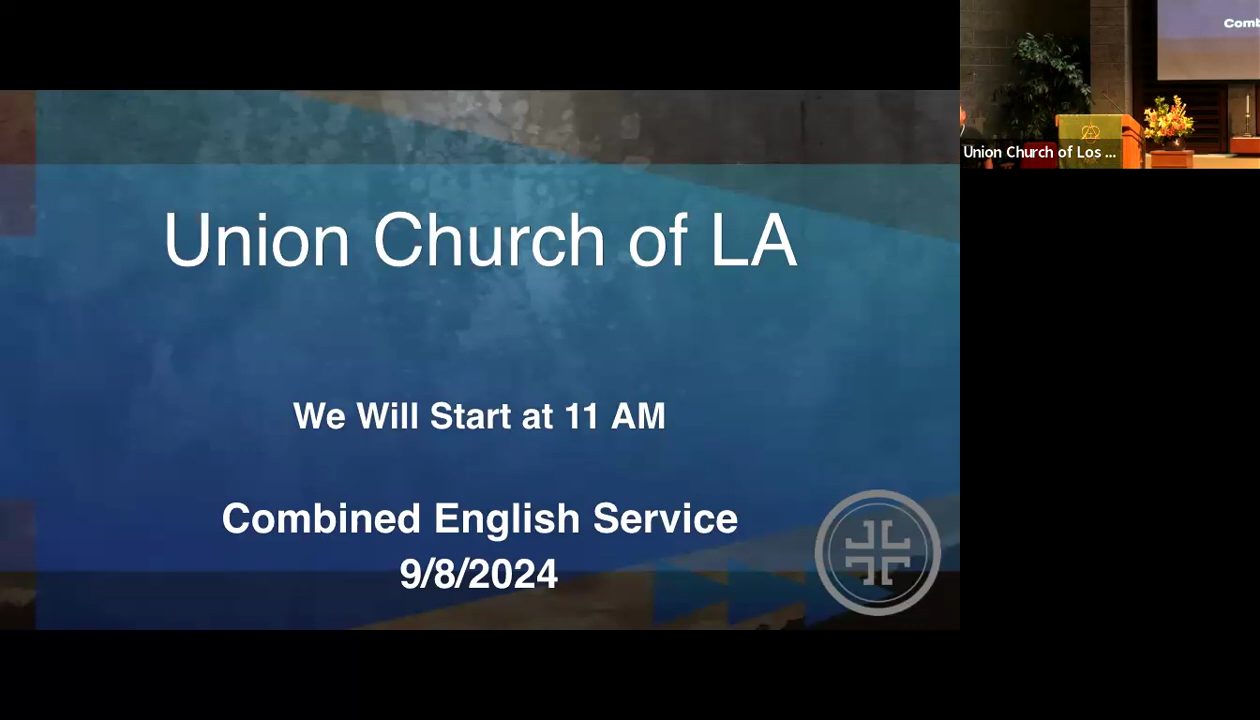 Union Church of LA
We Will Start at 11 AM
Combined English Service
9/8/2024
Comb
Union Church of Los ...